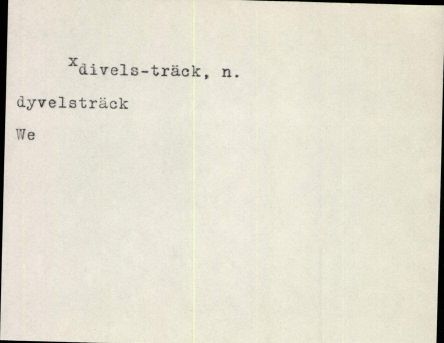 xdivels-träck, n.
dyvelsträck
We